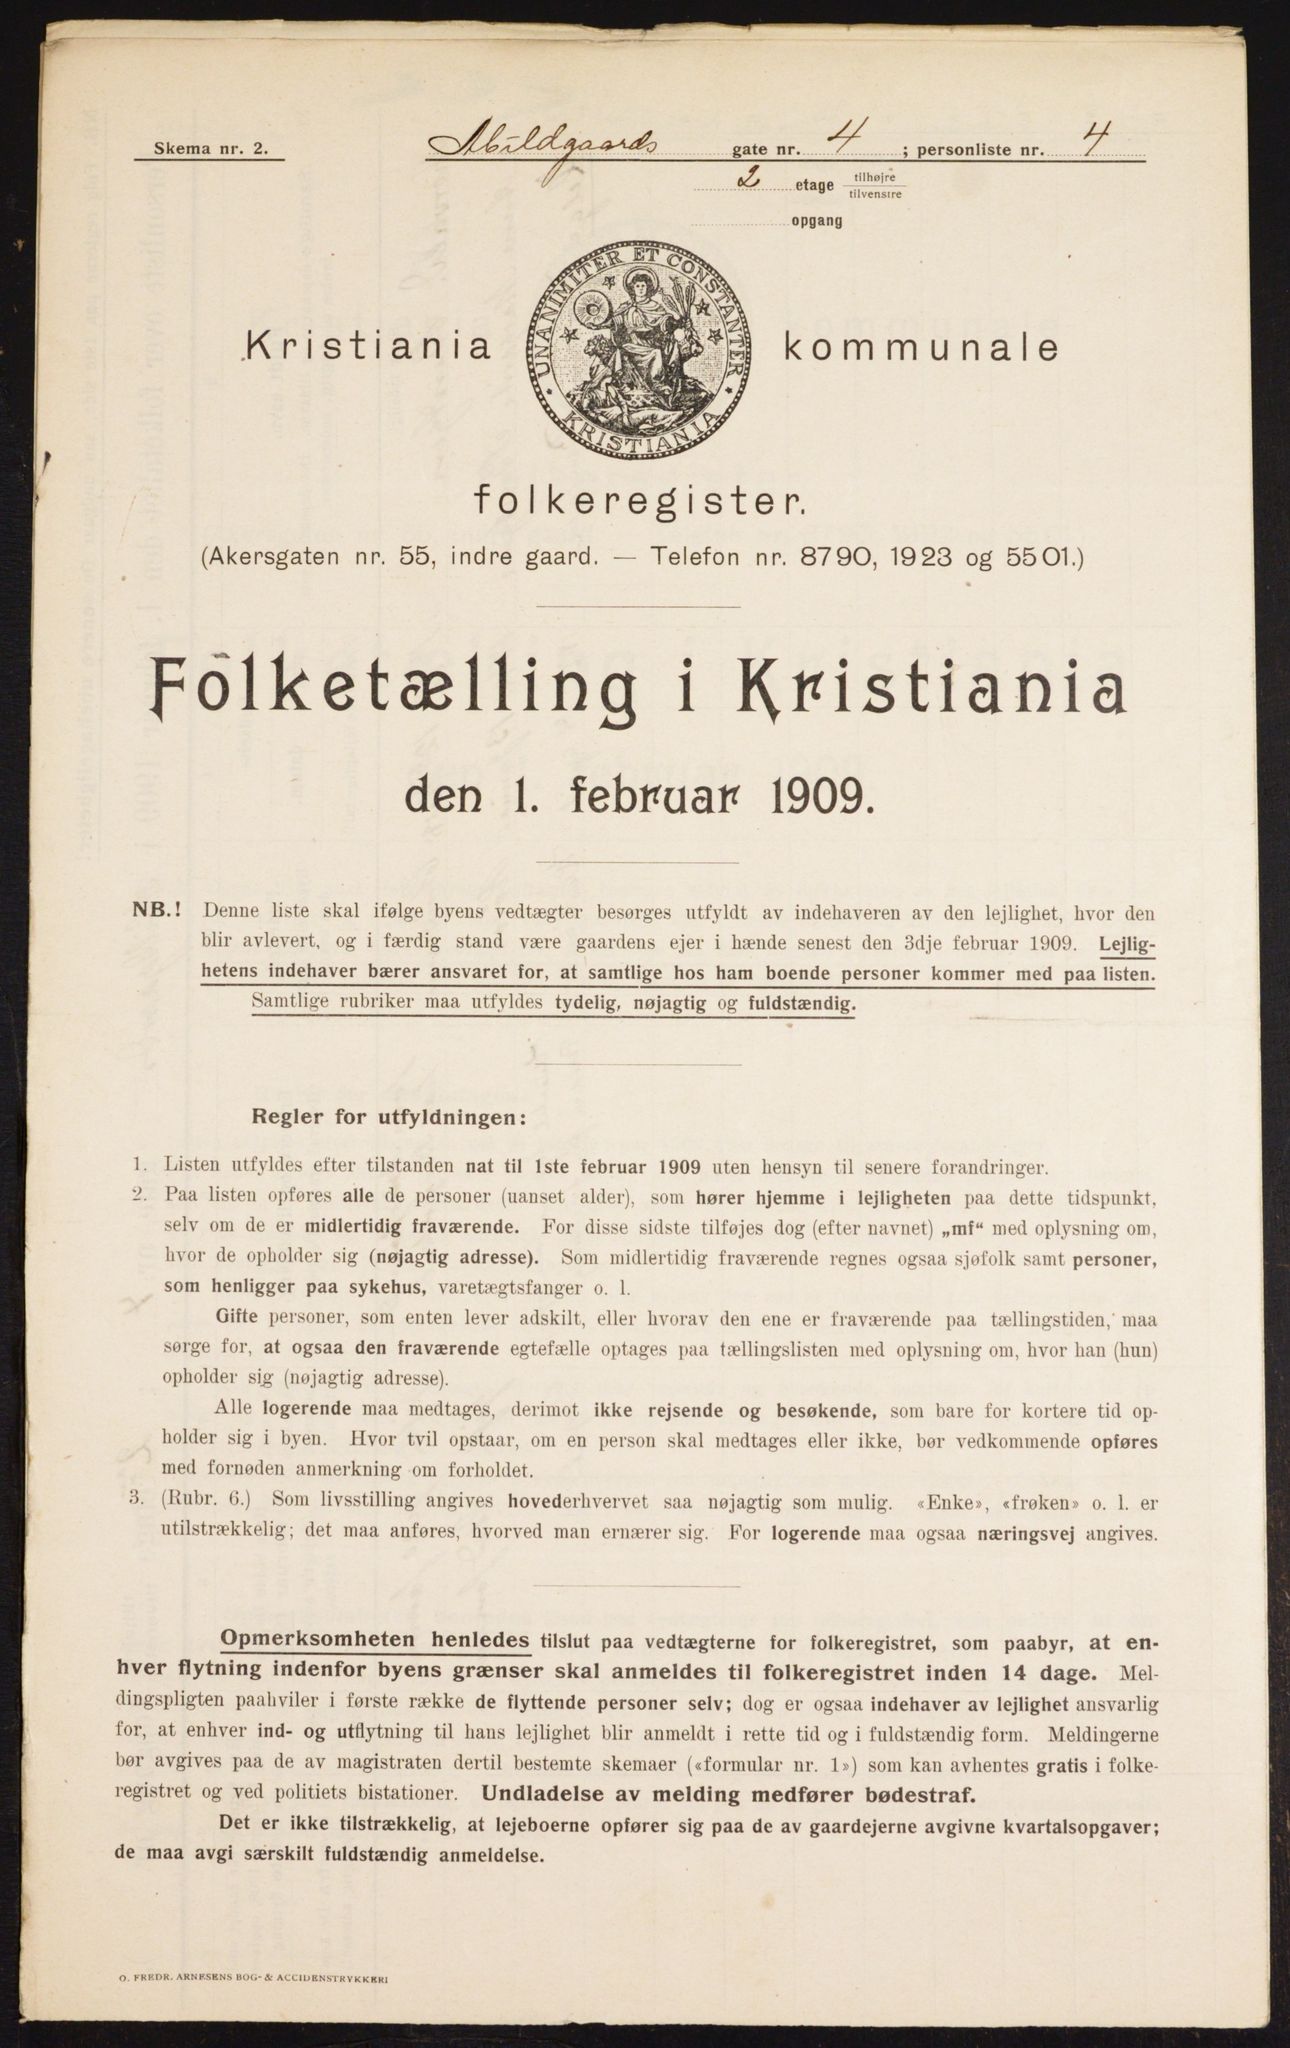 Skema nr. 2.
Abildgaards gate nr. 4 ; personliste nr. 4
2 etage tilhøjre
tilvenstre
opgang
UNANIMITER ET CONSTANTER
KRISTIANIA
Kristiania kommunale
folkeregister.
(Akersgaten nr. 55, indre gaard. — Telefon nr. 8790, 1923 og 5501.)
Folketælling i Kristiania
den 1. februar 1909.
NB.! Denne liste skal ifølge byens vedtægter besørges utfyldt av indehaveren av den lejlighet, hvor den
blir avlevert, og i færdig stand være gaardens ejer i hænde senest den 3dje februar 1909. Lejlig-
hetens indehaver bærer ansvaret for, at samtlige hos ham boende personer kommer med paa listen.
Samtlige rubriker maa utfyldes tydelig, nøjagtig og fuldstændig.
Regler for utfyldningen:
1. Listen utfyldes efter tilstanden nat til 1ste februar 1909 uten hensyn til senere forandringer.
2. Paa listen opføres alle de personer (uanset alder), som hører hjemme i lejligheten paa dette tidspunkt,
selv om de er midlertidig fraværende. For disse sidste tilføjes dog (efter navnet) „mf“ med oplysning om,
hvor de opholder sig (nøjagtig adresse). Som midlertidig fraværende regnes ogsaa sjøfolk samt personer,
som henligger paa sykehus, varetægtsfanger o. l.
Gifte personer, som enten lever adskilt, eller hvorav den ene er fraværende paa tællingstiden, maa
sørge for, at ogsaa den fraværende egtefælle optages paa tællingslisten med oplysning om, hvor han (hun)
opholder sig (nøjagtig adresse).
Alle logerende maa medtages, derimot ikke rejsende og besøkende, som bare for kortere tid op-
holder sig i byen. Hvor tvil opstaar, om en person skal medtages eller ikke, bør vedkommende opføres
med fornøden anmerkning om forholdet.
3. (Rubr. 6.) Som livsstilling angives hovederhvervet saa nøjagtig som mulig. «Enke», «frøken» o. l. er
utilstrækkelig; det maa anføres, hvorved man ernærer sig. For logerende maa ogsaa næringsvej angives.
Opmerksomheten henledes tilslut paa vedtægterne for folkeregistret, som paabyr, at en-
hver flytning indenfor byens grænser skal anmeldes til folkeregistret inden 14 dage. Mel-
dingspligten paahviler i første række de flyttende personer selv; dog er ogsaa indehaver av lejlighet ansvarlig
for, at enhver ind- og utflytning til hans lejlighet blir anmeldt i rette tid og i fuldstændig form. Meldingerne
bør avgives paa de av magistraten dertil bestemte skemaer («formular nr. 1») som kan avhentes gratis i folke-
registret og ved politiets bistationer. Undladelse av melding medfører bødestraf.
Det er ikke tilstrækkelig, at lejeboerne opfører sig paa de av gaardejerne avgivne kvartalsopgaver;
de maa avgi særskilt fuldstændig anmeldelse.
O. FREDR. ARNESENS BOG- & ACCIDENSTRYKKERI